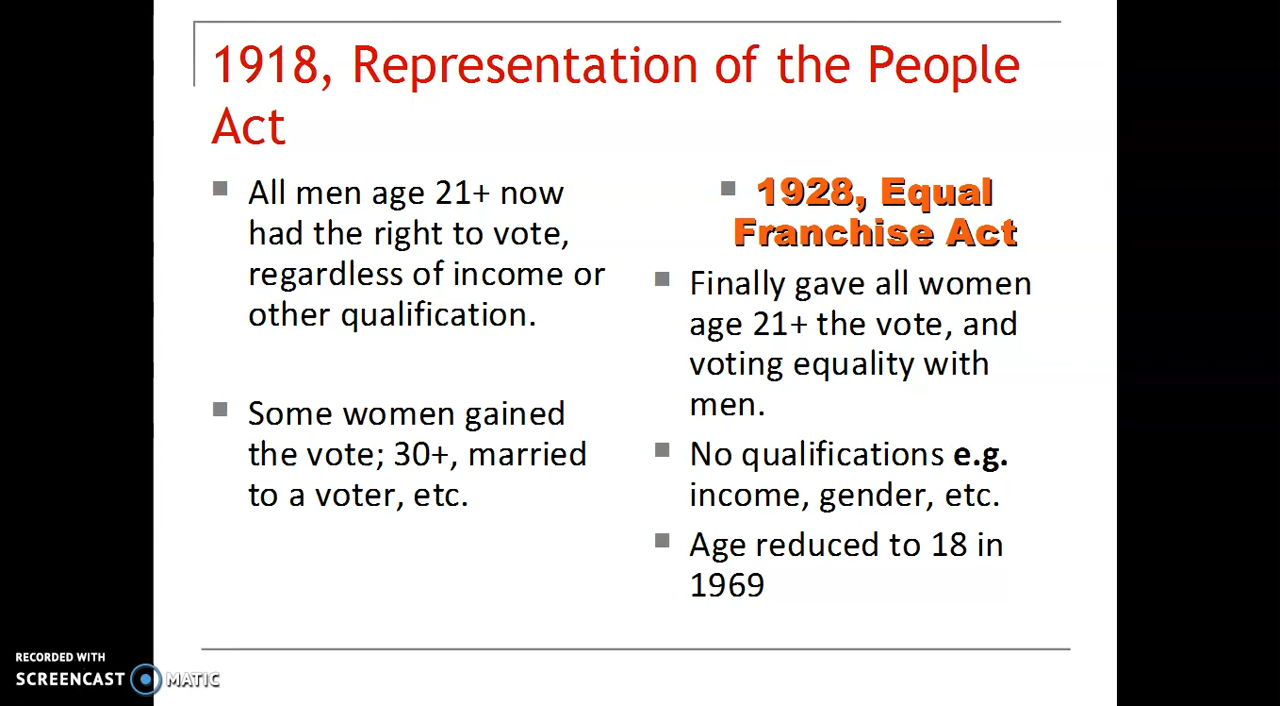 1918, Representation of the People
Act
All men age 21+ now
had the right to vote,
regardless of income or
other qualification.
Some women gained
the vote; 30+, married
to a voter, etc.
1928, Equal
Franchise Act
Finally gave all women
age 21+ the vote, and
voting equality with
men.
No qualifications e.g.
income, gender, etc.
Age reduced to 18 in
1969
RECORDED WITH
SCREENCAST MATIC